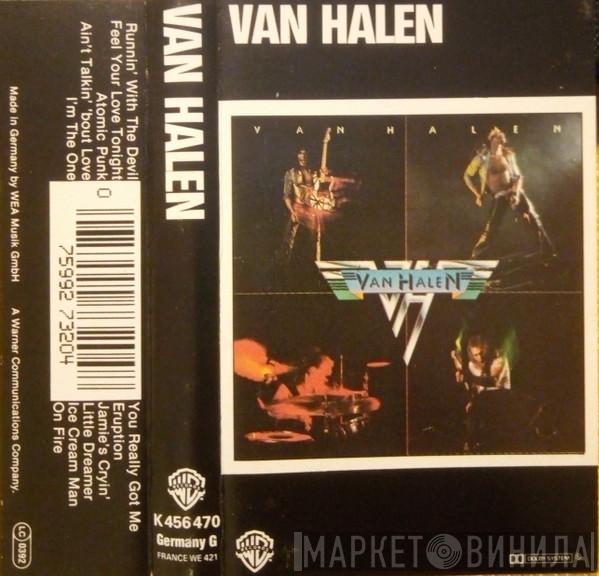 VAN HALEN
VAN HALEN
VAN HALEN
VAN HALEN
Runnin' With The Devil
Feel Your Love Tonight
Atomic Punk
Ain't Talkin' 'bout Love
I'm The One
You Really Got Me
Eruption
Jamie's Cryin'
Little Dreamer
Ice Cream Man
On Fire
0
75992 73204
Made in Germany by WEA Musik GmbH
A Warner Communications Company.
LC 0392
K 456 470
Germany G
FRANCE WE 421
DOLBY SYSTEM
МАРКЕТ ВИНИЛА